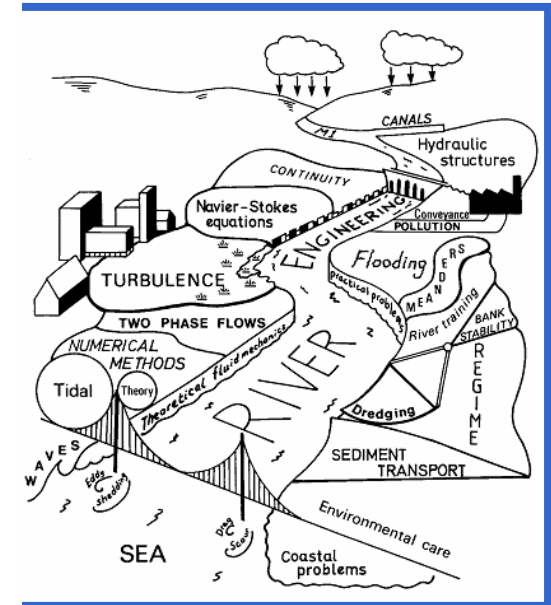 CANALS
M1
Hydraulic
structures
CONTINUITY
Navier-Stokes
equations
ENGINEERING
Conveyance
POLLUTION
Flooding
MEANDERS
Practical problems
TURBULENCE
River training
BANK
STABILITY
TWO PHASE FLOWS
REGIME
NUMERICAL
METHODS
Theoretical fluid mechanics
RIVER
Tidal
Theory
Dredging
SEDIMENT
TRANSPORT
WAVES
Eddy
shedding
Drag
Scour
Environmental care
SEA
Coastal
problems